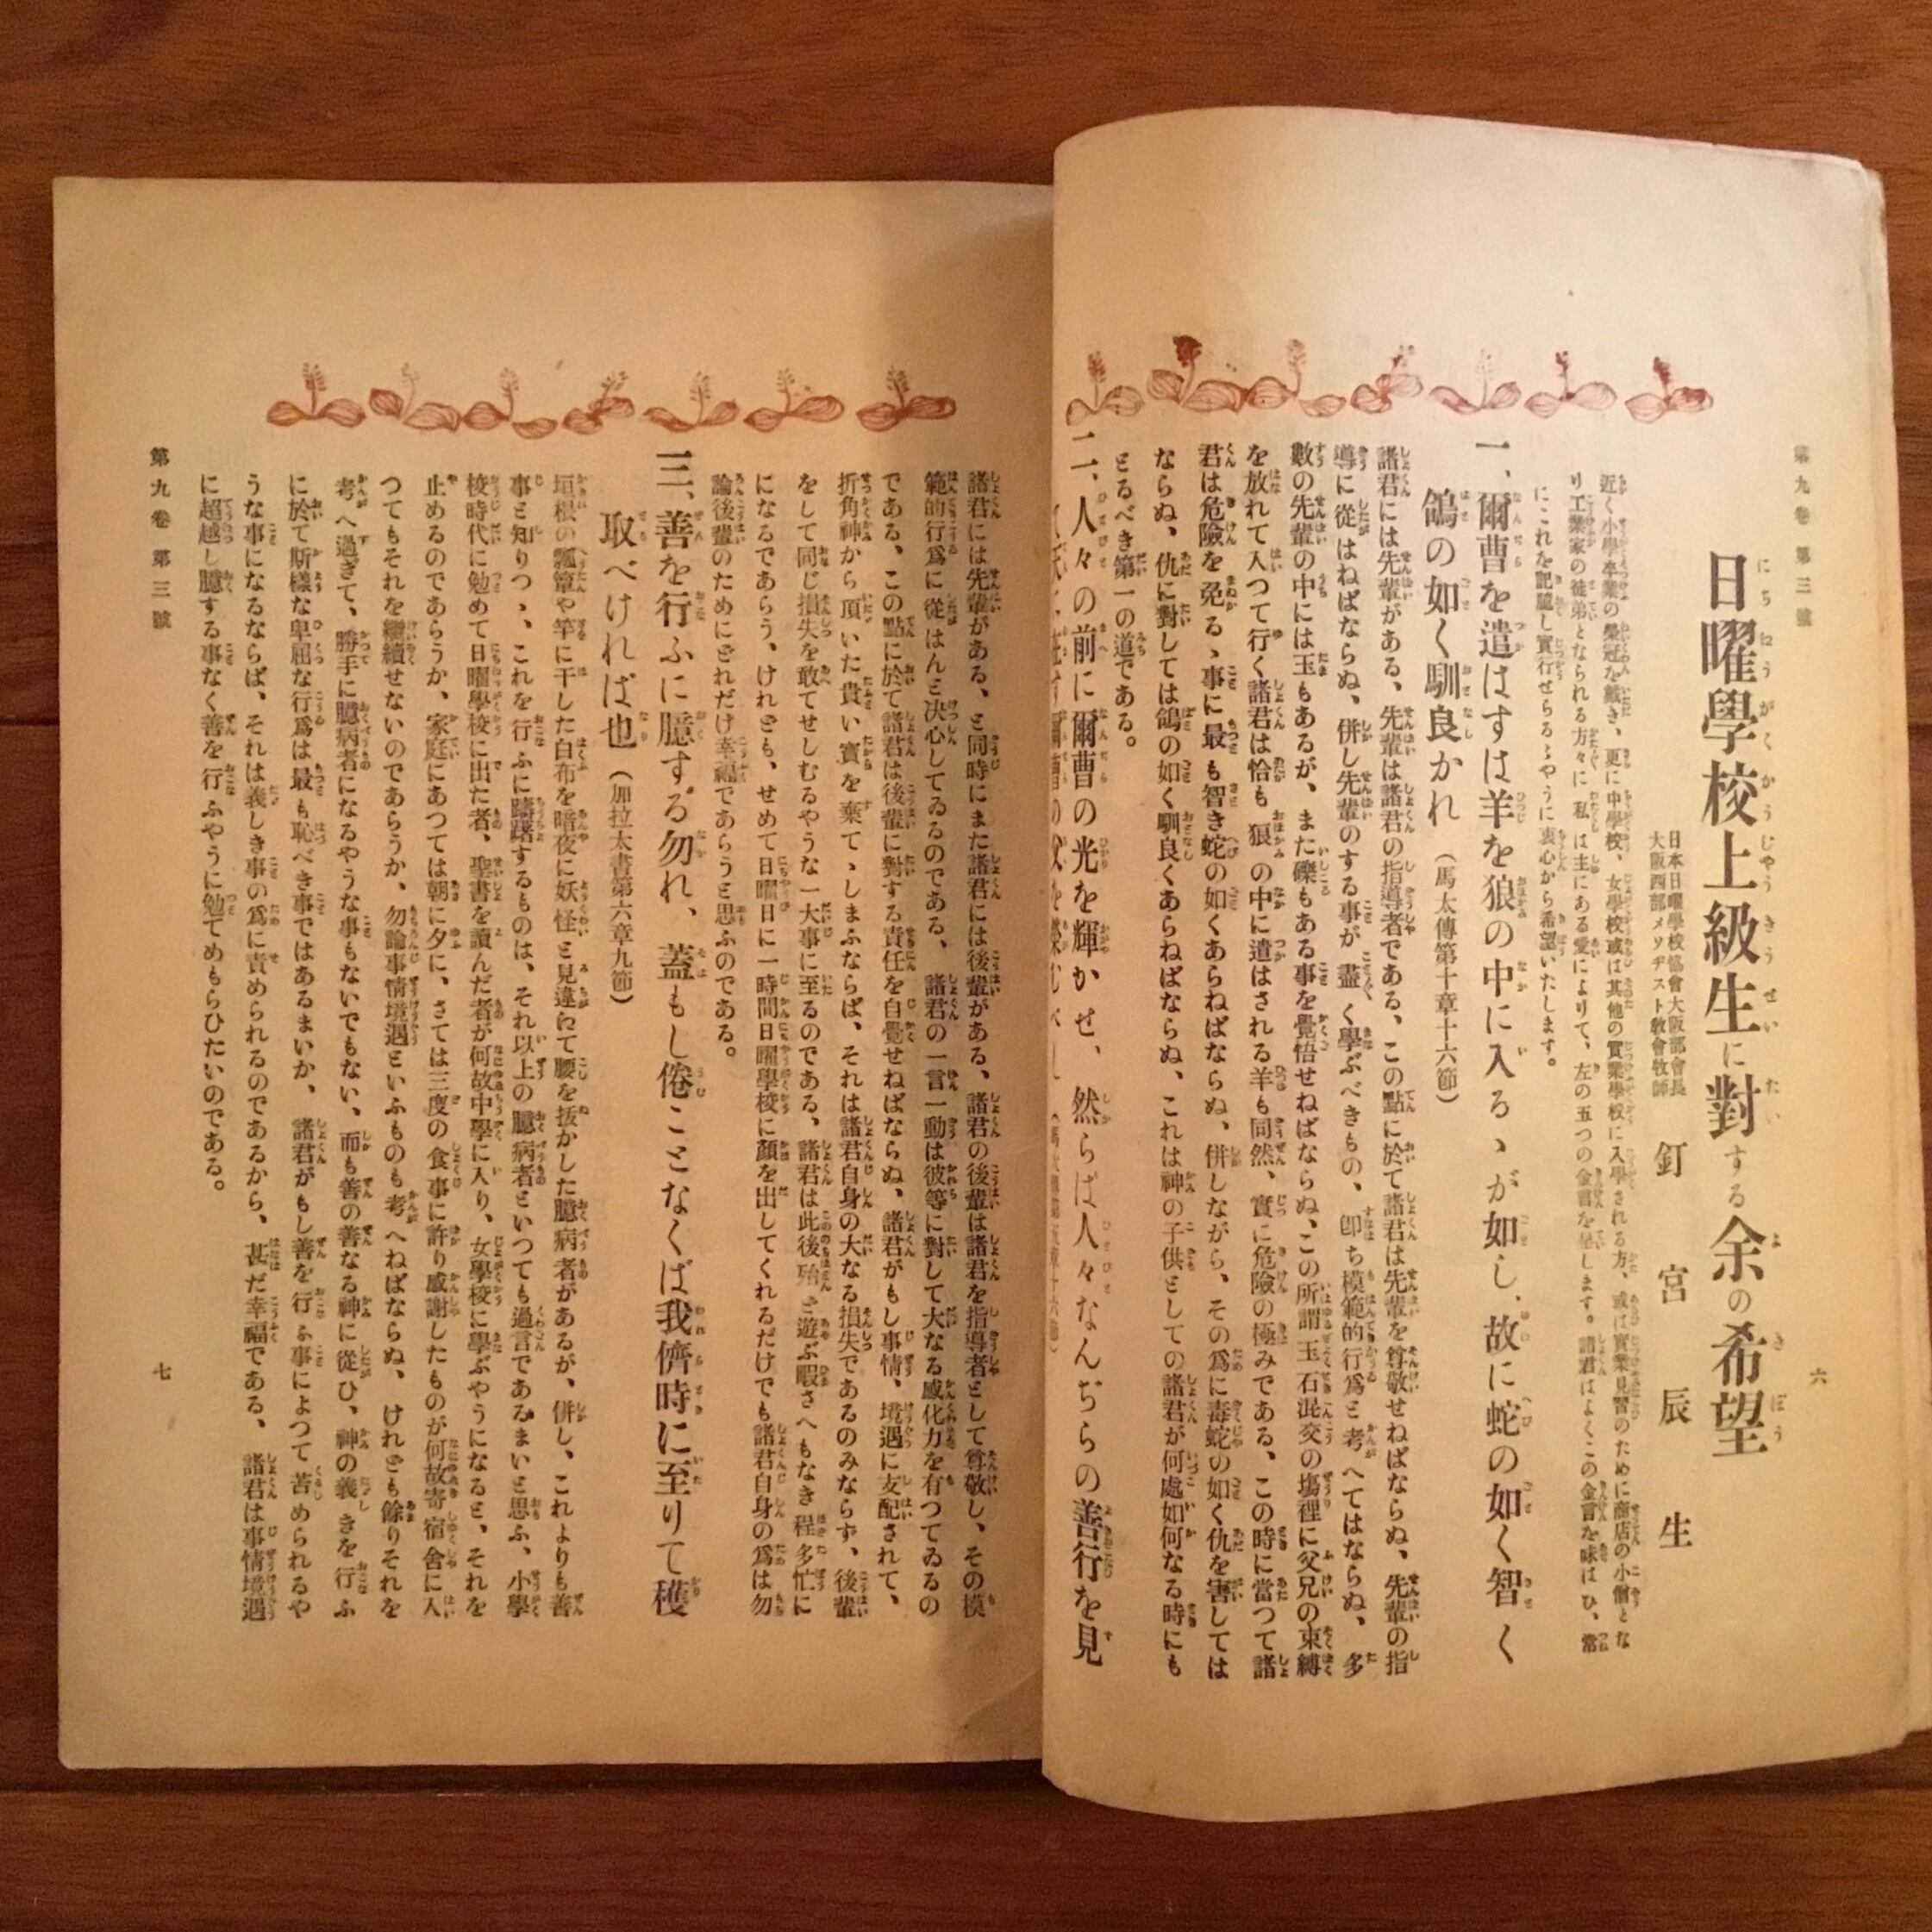 第九卷第三號
六
日曜學校上級生に對する余の希望
日本日曜學校協會大阪部會長
大阪西部メソヂスト敎會牧師
釘宮辰生
近く小學卒業の榮冠を戴き、更に中學校、女學校或は其他の實業學校に入學される方、或は實業見習のために商店の小僧とな
り工業家の徒弟となられる方々に私は主にある愛によりて、左の五つの金言を呈します。諸君はよくこの金言を味はひ、常
にこれを記臆し實行せらるゝやうに衷心から希望いたします。
一、爾曹を遣はすは羊を狼の中に入るゝが如し、故に蛇の如く智く
鴿の如く馴良かれ（馬太傳第十章十六節）
諸君には先輩がある、先輩は諸君の指導者である、この點に於て諸君は先輩を尊敬せねばならぬ、先輩の指
導に從はねばならぬ、併し先輩のする事が盡く學ぶべきもの、卽ち模範的行爲と考へてはならぬ、多
數の先輩の中には玉もあるが、また礫もある事を覺悟せねばならぬ、この所謂玉石混交の塲裡に父兄の束縛
を放れて入つて行く諸君は恰も狼の中に遣はされる羊も同然、實に危險の極みである、この時に當つて諸
君は危險を免るゝ事に最も智き蛇の如くあらねばならぬ、併しながら、その爲に毒蛇の如く仇を害しては
ならぬ、仇に對しては鴿の如く馴良くあらねばならぬ、これは神の子供としての諸君が何處如何なる時にも
とるべき第一の道である。
二、人々の前に爾曹の光を輝かせ、然らば人々なんぢらの善行を見
諸君には先輩がある、と同時にまた諸君には後輩がある、諸君の後輩は諸君を指導者として尊敬し、その模
範的行爲に從はんと决心してゐるのである、諸君の一言一動は彼等に對して大なる感化力を有つてゐるの
である、この點に於て諸君は後輩に對する責任を自覺せねばならぬ、諸君がもし事情、境遇に支配されて、
折角神から頂いた貴い寳を棄てゝしまふならば、それは諸君自身の大なる損失であるのみならず、後輩
をして同じ損失を敢てせしむるやうな一大事に至るのである、諸君は此後殆ど遊ぶ暇さへもなき程多忙に
になるであらう、けれども、せめて日曜日に一時間日曜學校に顏を出してくれるだけでも諸君自身の爲は勿
論後輩のためにどれだけ幸福であらうと思ふのである。
三、善を行ふに臆する勿れ、蓋もし倦ことなくば我儕時に至りて穫
取べければ也（加拉太書第六章九節）
垣根の瓢簞や竿に干した白布を暗夜に妖怪と見違にて腰を拔かした臆病者があるが、併し、これよりも善
事と知りつゝ、これを行ふに躊躇するものは、それ以上の臆病者といつても過言であるまいと思ふ、小學
校時代に勉めて日曜學校に出た者、聖書を讀んだ者が何故中學に入り、女學校に學ぶやうになると、それを
止めるのであらうか、家庭にあつては朝に夕に、さては三度の食事に許り感謝したものが何故寄宿舍に入
つてもそれを繼續せないのであらうか、勿論事情境遇といふものも考へねばならぬ、けれども餘りそれを
考へ過ぎて、勝手に臆病者になるやうな事もないでもない、而も善の善なる神に從ひ、神の義きを行ふ
に於て斯樣な卑屈な行爲は最も恥べき事ではあるまいか、諸君がもし善を行ふ事によつて苦められるや
うな事になるならば、それは義しき事の爲に責められるのであるから、甚だ幸福である、諸君は事情境遇
に超越し臆する事なく善を行ふやうに勉てめもらひたいのである。
第九卷第三號
七